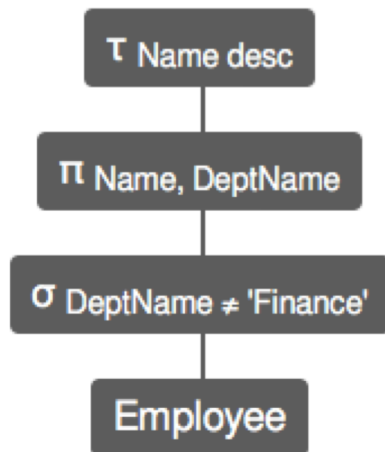 τ Name desc
π Name, DeptName
σ DeptName ≠ 'Finance'
Employee